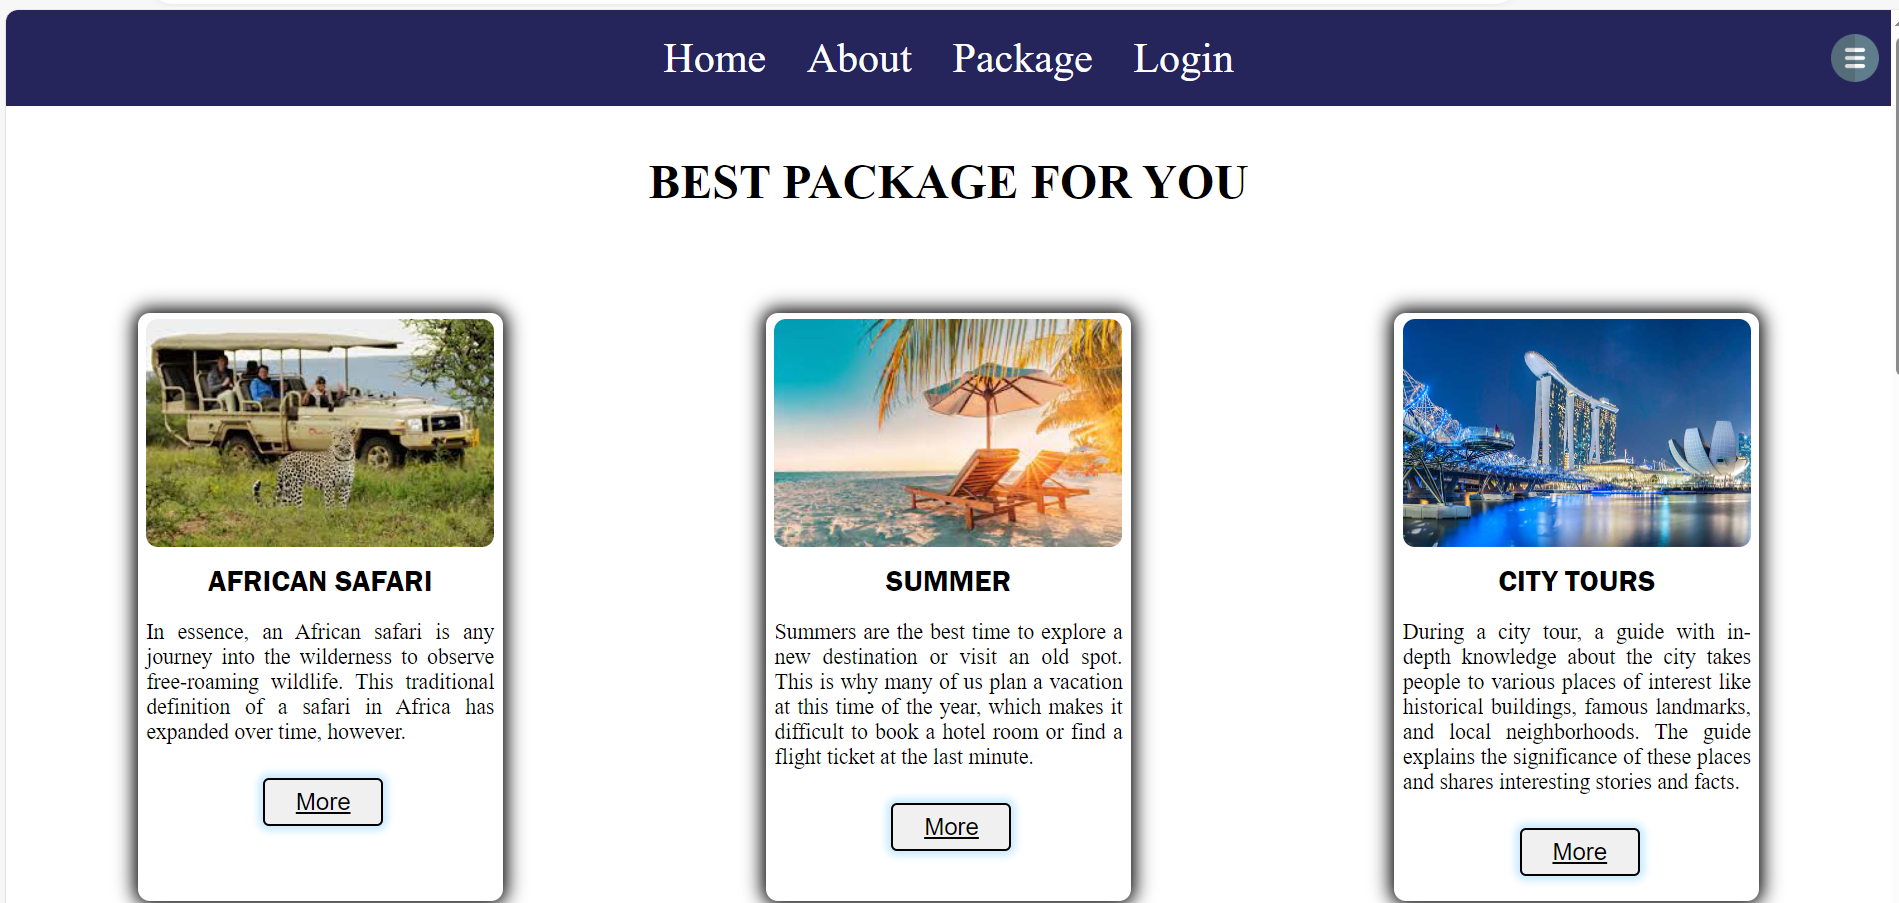 Home About Package Login
BEST PACKAGE FOR YOU
AFRICAN SAFARI
In essence, an African safari is any
journey into the wilderness to observe
free-roaming wildlife. This traditional
definition of a safari in Africa has
expanded over time, however.
More
SUMMER
Summers are the best time to explore a
new destination or visit an old spot.
This is why many of us plan a vacation
at this time of the year, which makes it
difficult to book a hotel room or find a
flight ticket at the last minute.
More
CITY TOURS
During a city tour, a guide with in-
depth knowledge about the city takes
people to various places of interest like
historical buildings, famous landmarks,
and local neighborhoods. The guide
explains the significance of these places
and shares interesting stories and facts.
More